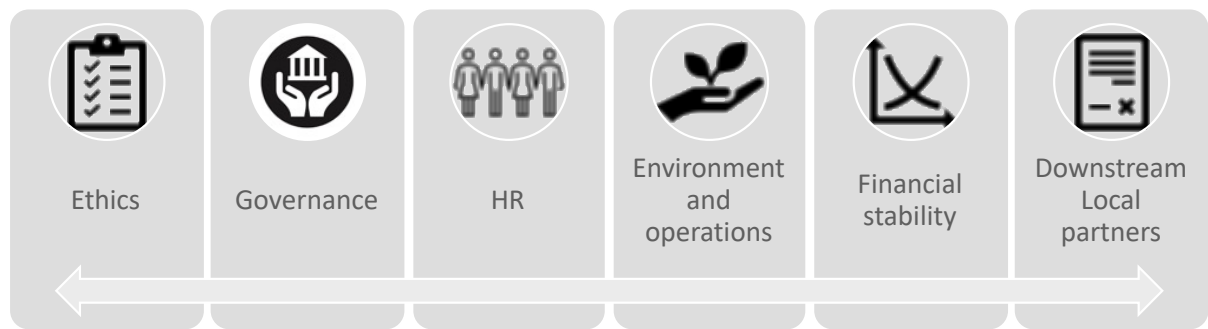 Ethics
Governance
HR
Environment
and
operations
Financial
stability
Downstream
Local
partners